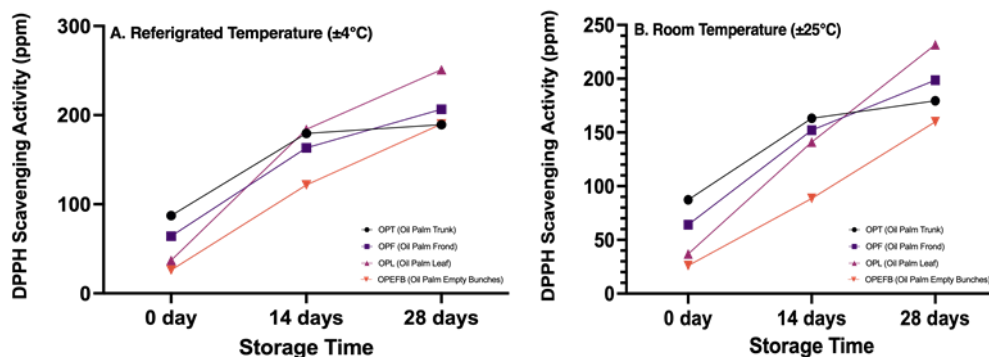 A. Referigrated Temperature (±4°C)
DPPH Scavenging Activity (ppm)
300
200
100
0
OPT (Oil Palm Trunk)
OPF (Oil Palm Frond)
OPL (Oil Palm Leaf)
OPEFB (Oil Palm Empty Bunches)
0 day 14 days 28 days
Storage Time
B. Room Temperature (±25°C)
DPPH Scavenging Activity (ppm)
250
200
150
100
50
0
OPT (Oil Palm Trunk)
OPF (Oil Palm Frond)
OPL (Oil Palm Leaf)
OPEFB (Oil Palm Empty Bunches)
0 day 14 days 28 days
Storage Time